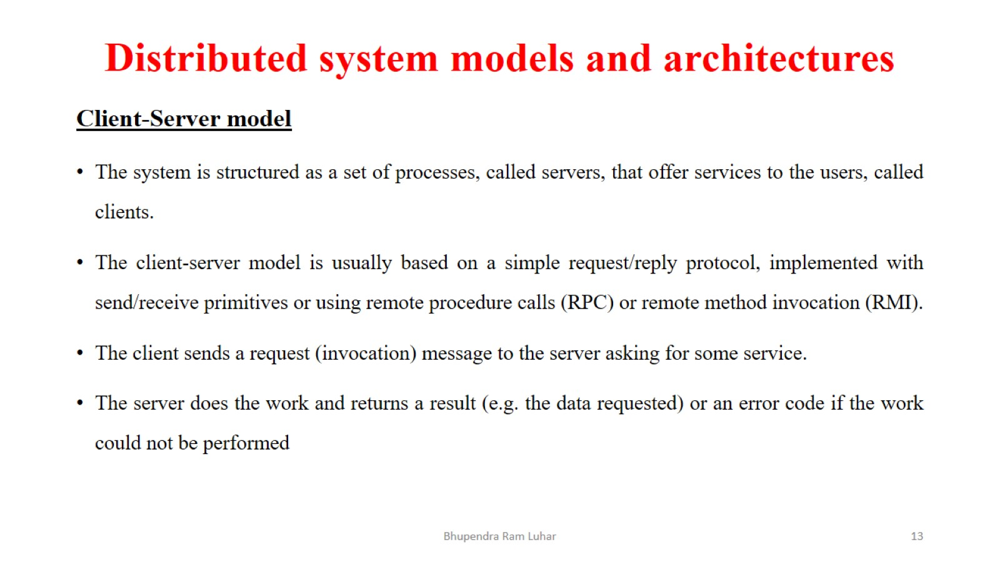 Distributed system models and architectures
Client-Server model
• The system is structured as a set of processes, called servers, that offer services to the users, called
clients.
• The client-server model is usually based on a simple request/reply protocol, implemented with
send/receive primitives or using remote procedure calls (RPC) or remote method invocation (RMI).
• The client sends a request (invocation) message to the server asking for some service.
• The server does the work and returns a result (e.g. the data requested) or an error code if the work
could not be performed
Bhupendra Ram Luhar
13